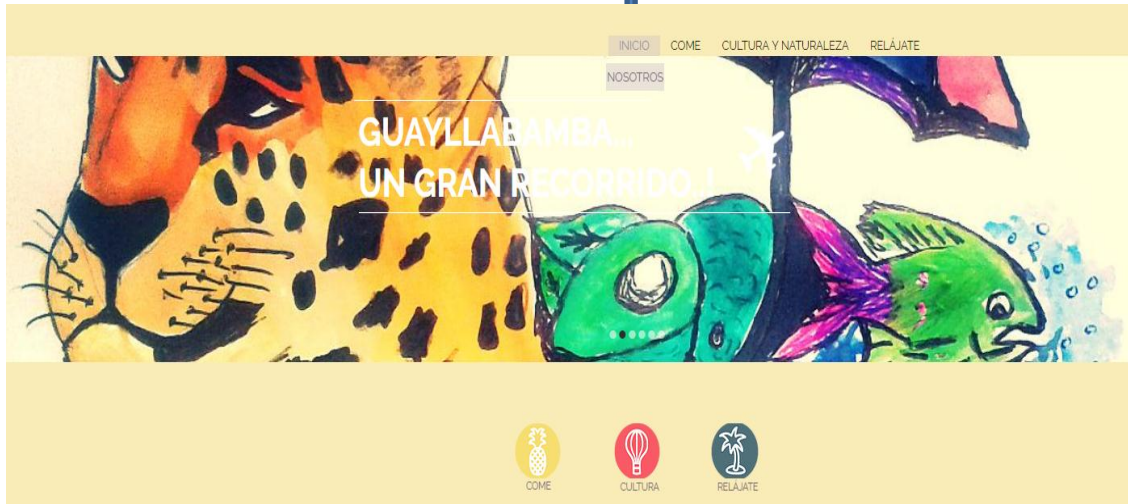 INICIO COME CULTURA Y NATURALEZA RELÁJATE
NOSOTROS
GUAYLLABAMBA...
UN GRAN RECORRIDO..!
COME CULTURA RELÁJATE